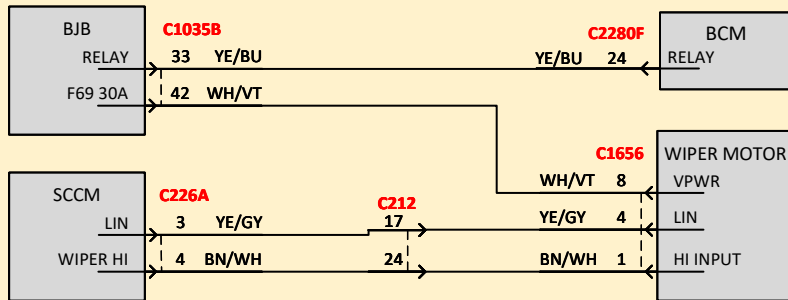 BJB
C1035B
C2280F
BCM
RELAY 33 YE/BU YE/BU 24 RELAY
F69 30A 42 WH/VT
C1656 WIPER MOTOR
SCCM C226A C212 WH/VT 8 VPWR
LIN 3 YE/GY 17 YE/GY 4 LIN
WIPER HI 4 BN/WH 24 BN/WH 1 HI INPUT